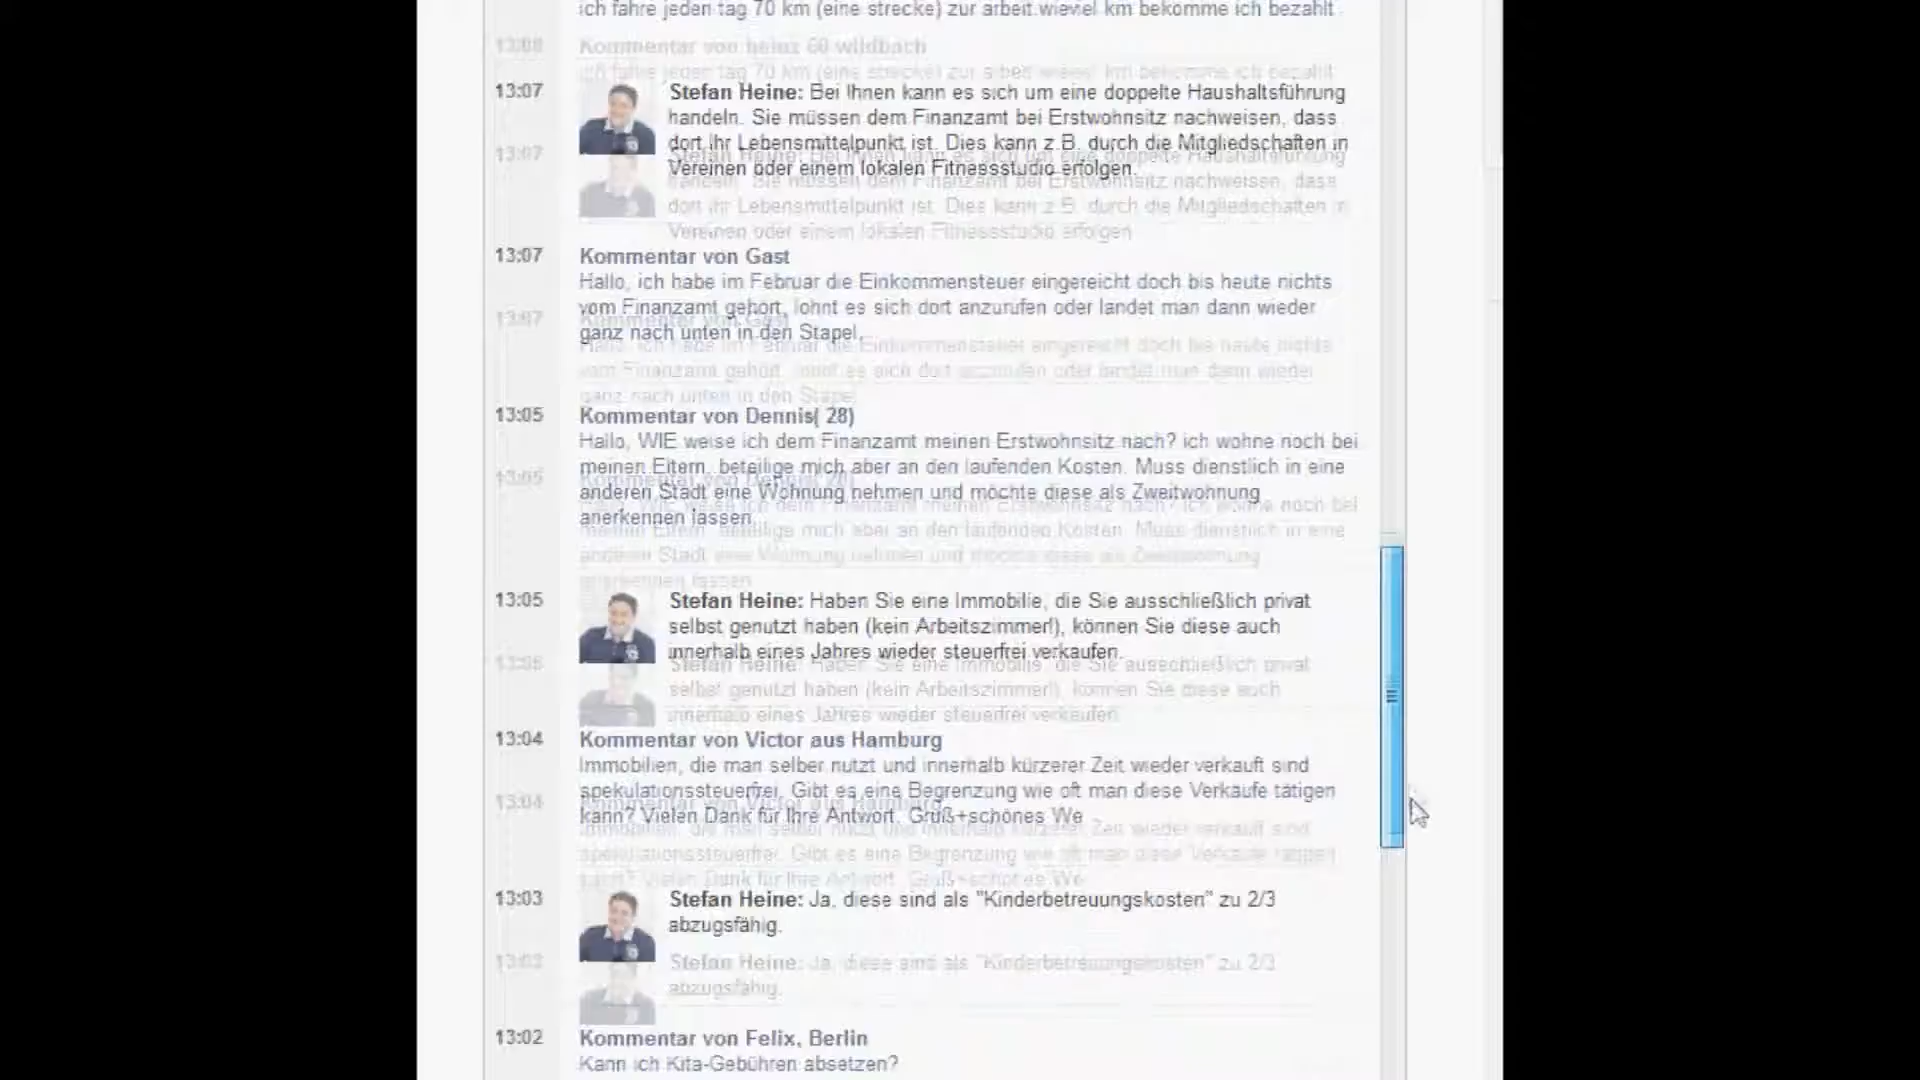 ich fahre jeden tag 70 km (eine strecke) zur arbeit wieviel km bekomme ich bezahlt
13:08
Kommentar von heinz 60 wildbach
13:07
Stefan Heine: Bei Ihnen kann es sich um eine doppelte Haushaltsführung
handeln. Sie müssen dem Finanzamt bei Erstwohnsitz nachweisen, dass
dort ihr Lebensmittelpunkt ist. Dies kann z.B. durch die Mitgliedschaften in
Vereinen oder einem lokalen Fitnessstudio erfolgen.
13:07
Kommentar von Gast
Hallo, ich habe im Februar die Einkommensteuer eingereicht doch bis heute nichts
vom Finanzamt gehört, lohnt es sich dort anzurufen oder landet man dann wieder
ganz nach unten in den Stapel.
13:05
Kommentar von Dennis( 28)
Hallo, WIE weise ich dem Finanzamt meinen Erstwohnsitz nach? ich wohne noch bei
meinen Eltern, beteilige mich aber an den laufenden Kosten. Muss dienstlich in eine
anderen Stadt eine Wohnung nehmen und möchte diese als Zweitwohnung
anerkennen lassen.
13:05
Stefan Heine: Haben Sie eine Immobilie, die Sie ausschließlich privat
selbst genutzt haben (kein Arbeitszimmer!), können Sie diese auch
innerhalb eines Jahres wieder steuerfrei verkaufen.
13:04
Kommentar von Victor aus Hamburg
Immobilien, die man selber nutzt und innerhalb kürzerer Zeit wieder verkauft sind
spekulationssteuerfrei. Gibt es eine Begrenzung wie oft man diese Verkäufe tätigen
kann? Vielen Dank für Ihre Antwort. Gruß+schönes We
13:03
Stefan Heine: Ja, diese sind als "Kinderbetreuungskosten" zu 2/3
abzugsfähig.
13:02
Kommentar von Felix, Berlin
Kann ich Kita-Gebühren absetzen?